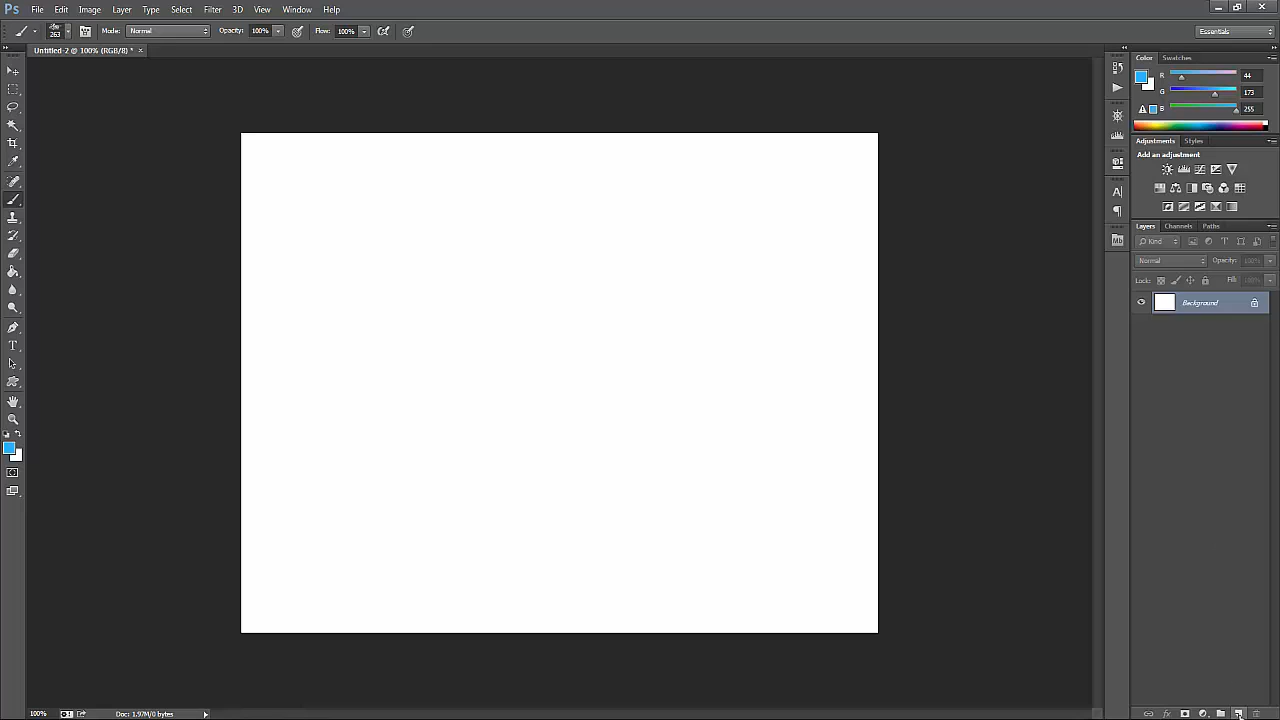 Ps File Edit Image Layer Type Select Filter 3D View Window Help
263 Mode: Normal Opacity: 100% Flow: 100% Essentials
Untitled-2 @ 100% (RGB/8) * ×
Color Swatches
R 44
G 173
B 255
Adjustments Styles
Add an adjustment
Layers Channels Paths
Kind
Normal Opacity: 100%
Lock: Fill: 100%
Background
Mb
100% Doc: 1.97M/0 bytes